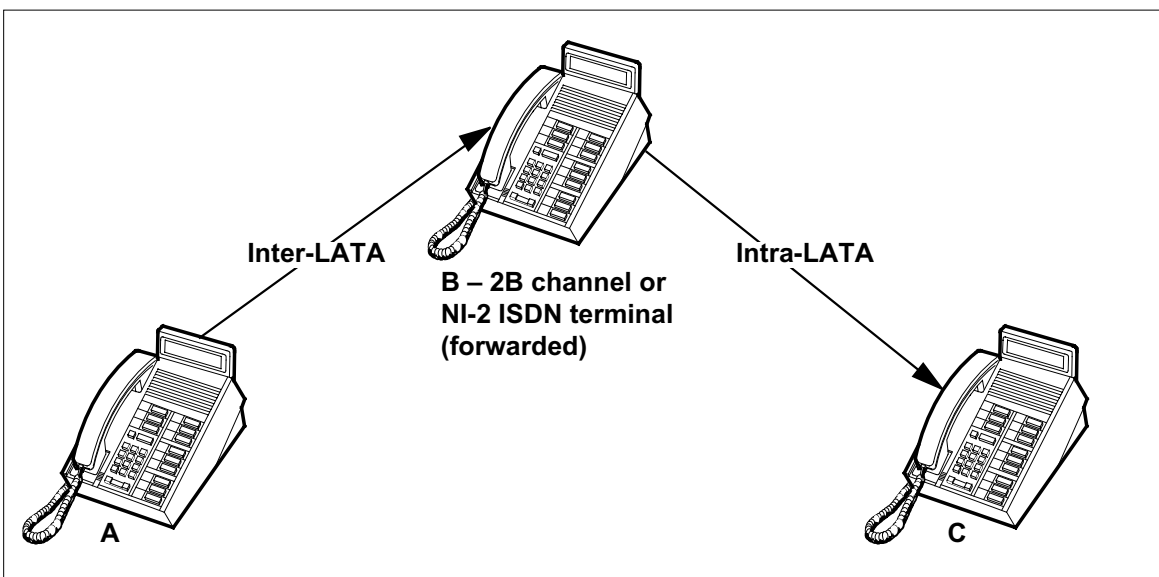 Inter-LATA
Intra-LATA
B – 2B channel or
NI-2 ISDN terminal
(forwarded)
A
C